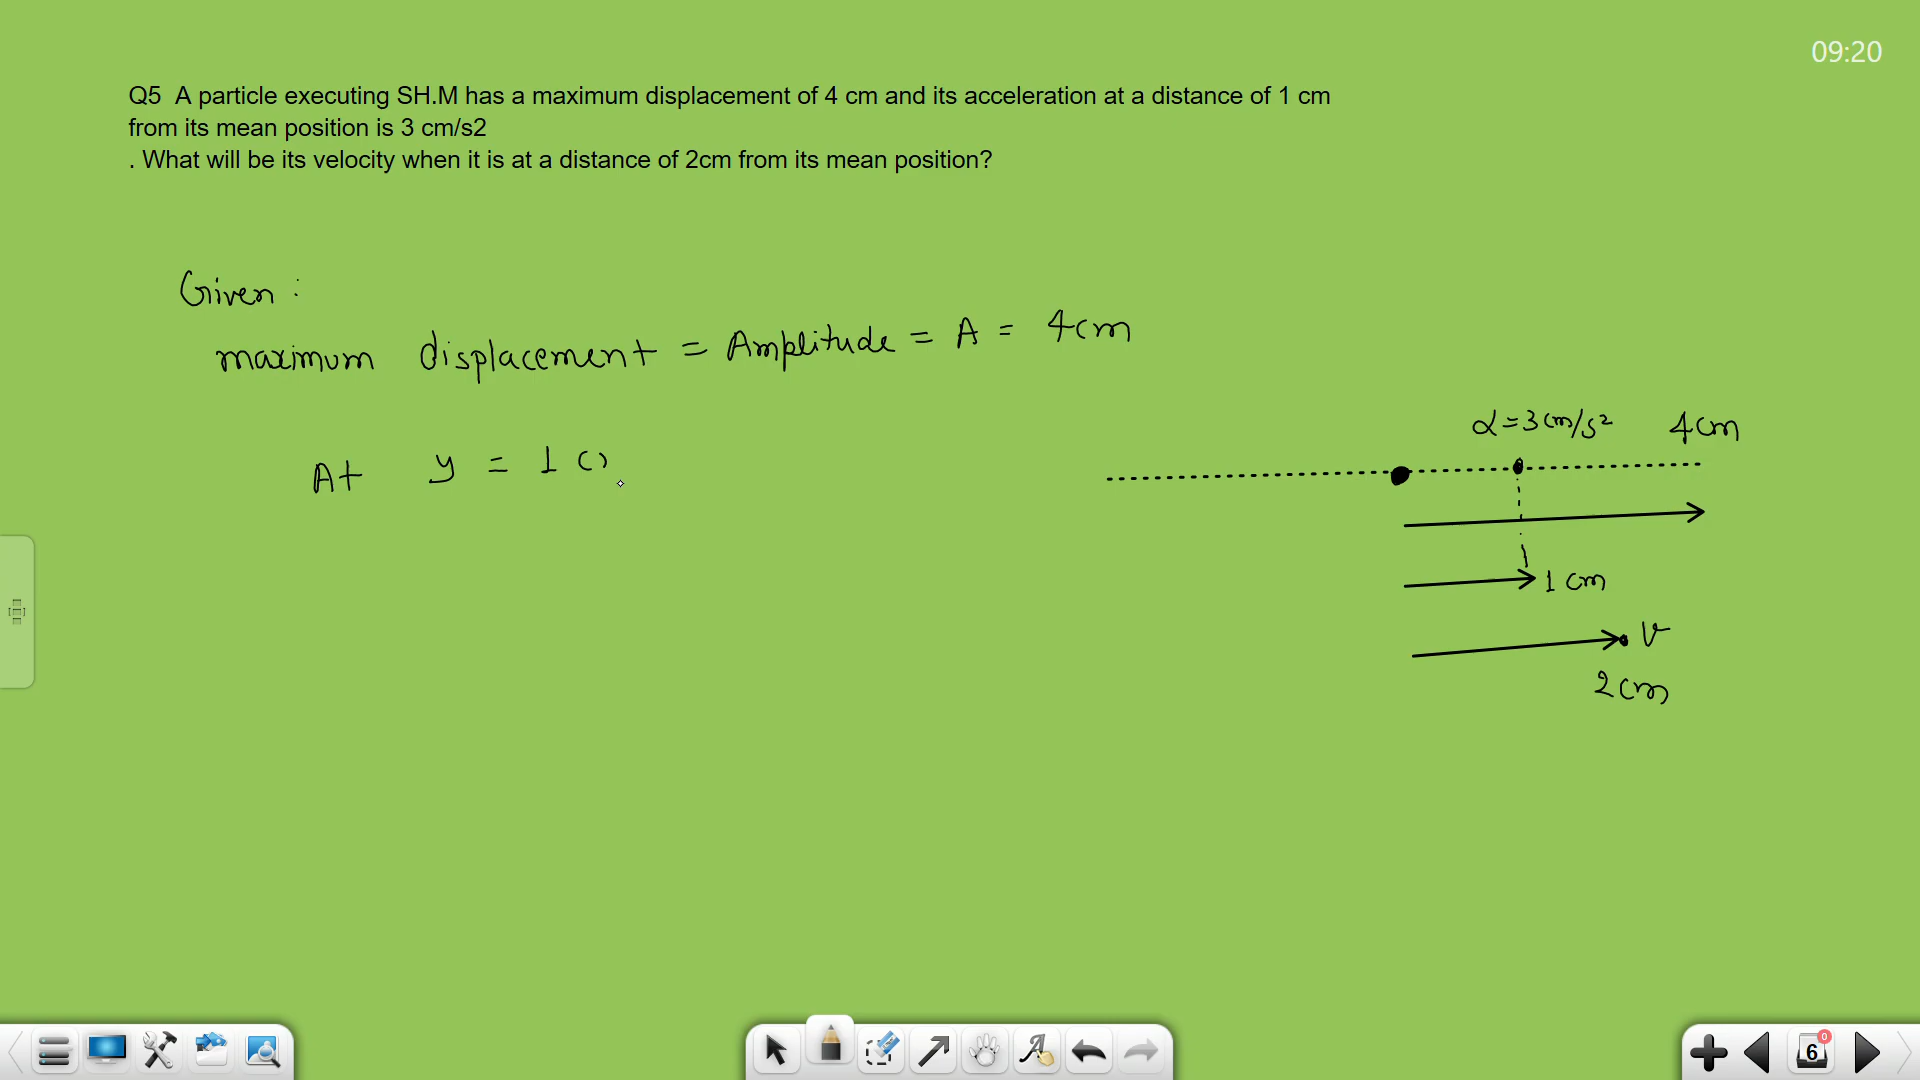 09:20
Q5 A particle executing SH.M has a maximum displacement of 4 cm and its acceleration at a distance of 1 cm
from its mean position is 3 cm/s2
. What will be its velocity when it is at a distance of 2cm from its mean position?
Given :
maximum displacement = Amplitude = A = 4cm
At y = 1 c
α = 3 cm/s²
4cm
1 cm
v
2cm
6
0